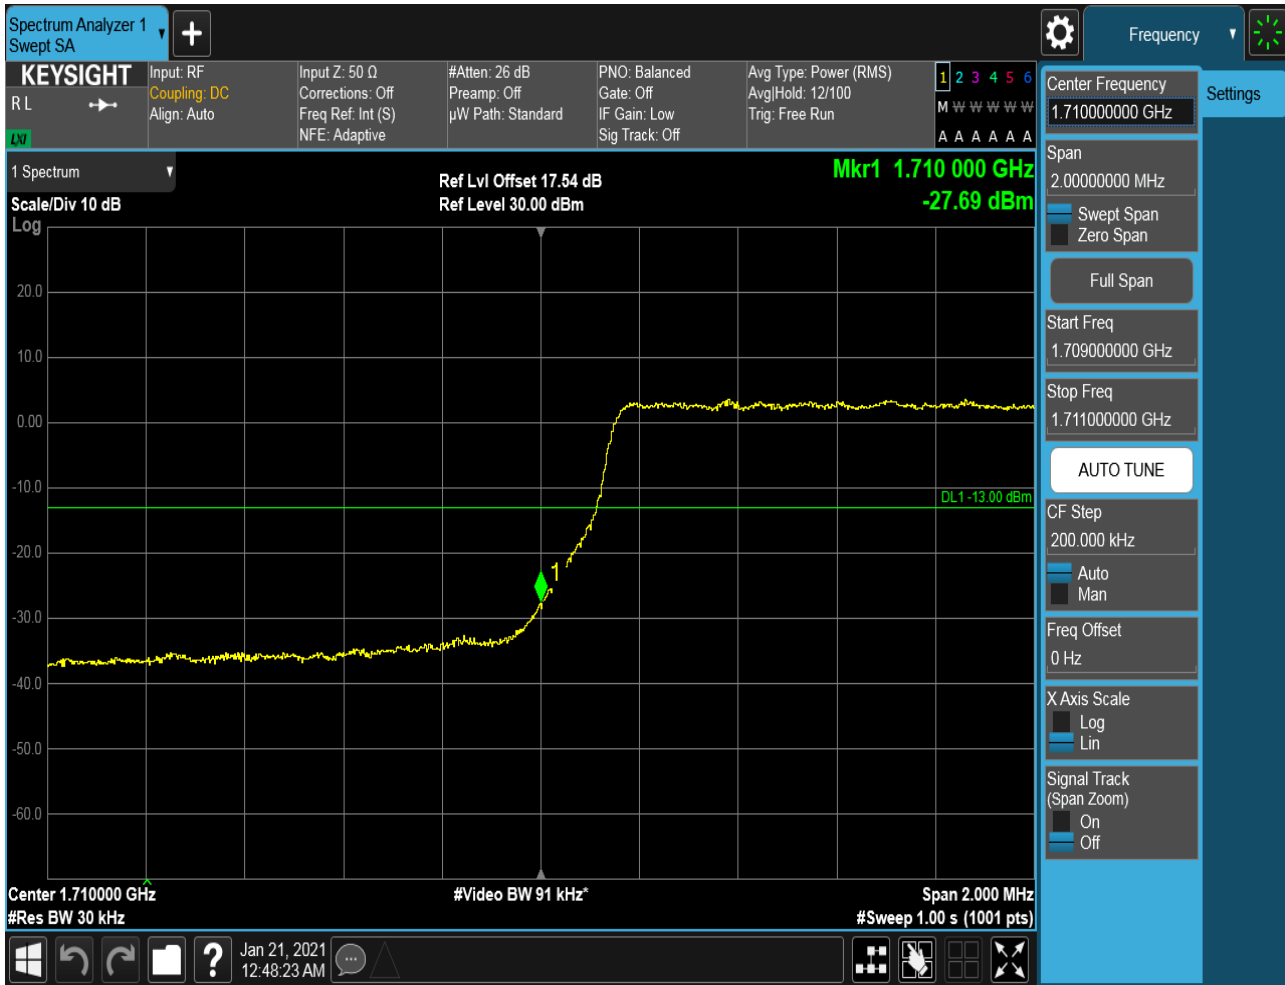 Spectrum Analyzer 1
Swept SA
Frequency
KEYSIGHT
R L
LXI
Input: RF
Coupling: DC
Align: Auto
Input Z: 50 Ω
Corrections: Off
Freq Ref: Int (S)
NFE: Adaptive
#Atten: 26 dB
Preamp: Off
µW Path: Standard
PNO: Balanced
Gate: Off
IF Gain: Low
Sig Track: Off
Avg Type: Power (RMS)
Avg|Hold: 12/100
Trig: Free Run
1 2 3 4 5 6
M W W W W W
A A A A A A
1 Spectrum
Scale/Div 10 dB
Log
Ref Lvl Offset 17.54 dB
Ref Level 30.00 dBm
Mkr1 1.710 000 GHz
-27.69 dBm
20.0
10.0
0.00
-10.0
DL1 -13.00 dBm
-20.0
1
-30.0
-40.0
-50.0
-60.0
Center 1.710000 GHz
#Video BW 91 kHz*
Span 2.000 MHz
#Res BW 30 kHz
#Sweep 1.00 s (1001 pts)
?
Jan 21, 2021
12:48:23 AM
Center Frequency
1.710000000 GHz
Settings
Span
2.00000000 MHz
Swept Span
Zero Span
Full Span
Start Freq
1.709000000 GHz
Stop Freq
1.711000000 GHz
AUTO TUNE
CF Step
200.000 kHz
Auto
Man
Freq Offset
0 Hz
X Axis Scale
Log
Lin
Signal Track
(Span Zoom)
On
Off